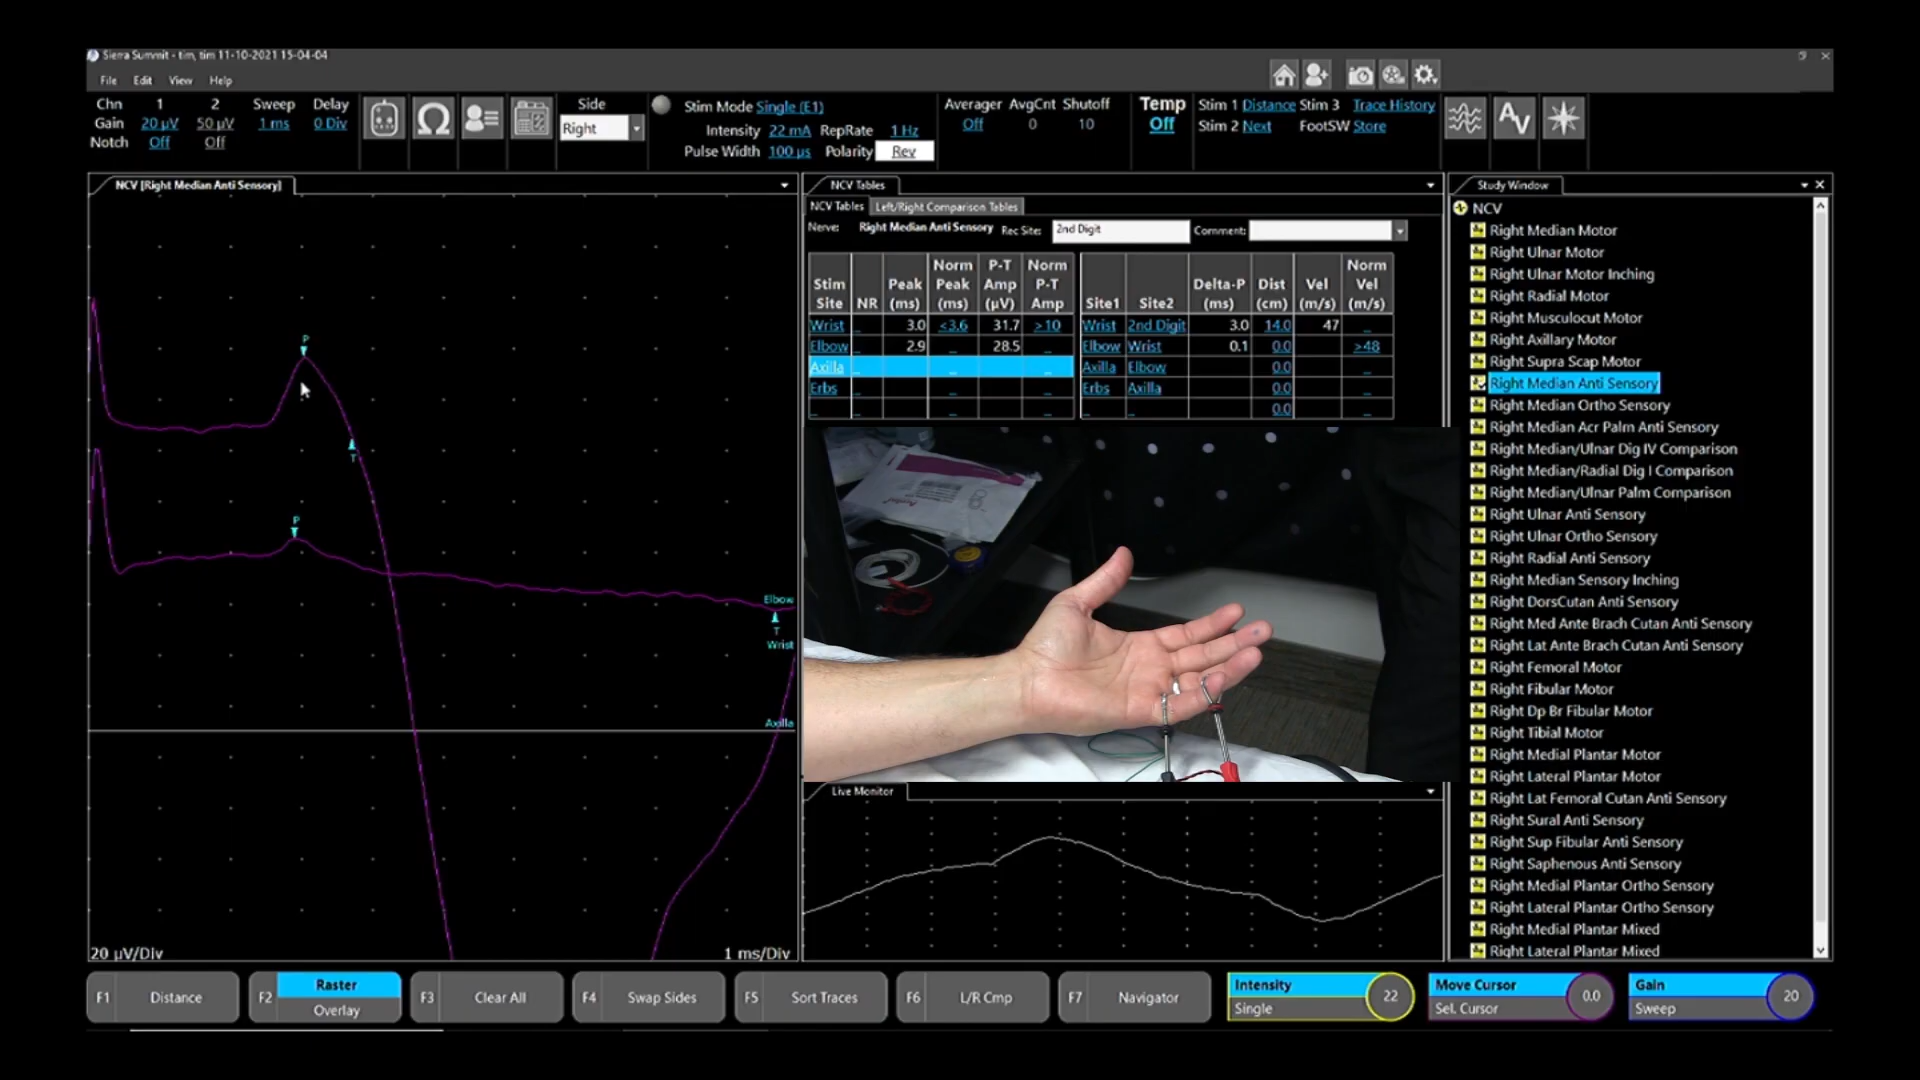 Sierra Summit - tim, tim 11-10-2021 15-04-04
File Edit View Help
Chn 1 2 Sweep Delay
Gain 20 µV 50 µV 1 ms 0 Div
Notch Off Off
Side
Right
Stim Mode Single (E1)
Intensity 22 mA RepRate 1 Hz
Pulse Width 100 µs Polarity Rev
Averager AvgCnt Shutoff
Off 0 10
Temp
Off
Stim 1 Distance Stim 3 Trace History
Stim 2 Next FootSW Store
NCV [Right Median Anti Sensory]
P
T
P
Elbow
T
Wrist
Axilla
20 µV/Div 1 ms/Div
NCV Tables
NCV Tables Left/Right Comparison Tables
Nerve: Right Median Anti Sensory Rec Site: 2nd Digit Comment:
Stim Site NR Peak (ms) Norm Peak (ms) P-T Amp (µV) Norm P-T Amp
Wrist 3.0 <3.6 31.7 >10
Elbow 2.9 28.5
Axilla
Erbs
Site1 Site2 Delta-P (ms) Dist (cm) Vel (m/s) Norm Vel (m/s)
Wrist 2nd Digit 3.0 14.0 47
Elbow Wrist 0.1 0.0 >48
Axilla Elbow 0.0
Erbs Axilla 0.0
0.0
Live Monitor
Study Window
NCV
Right Median Motor
Right Ulnar Motor
Right Ulnar Motor Inching
Right Radial Motor
Right Musculocut Motor
Right Axillary Motor
Right Supra Scap Motor
Right Median Anti Sensory
Right Median Ortho Sensory
Right Median Acr Palm Anti Sensory
Right Median/Ulnar Dig IV Comparison
Right Median/Radial Dig I Comparison
Right Median/Ulnar Palm Comparison
Right Ulnar Anti Sensory
Right Ulnar Ortho Sensory
Right Radial Anti Sensory
Right Median Sensory Inching
Right DorsCutan Anti Sensory
Right Med Ante Brach Cutan Anti Sensory
Right Lat Ante Brach Cutan Anti Sensory
Right Femoral Motor
Right Fibular Motor
Right Dp Br Fibular Motor
Right Tibial Motor
Right Medial Plantar Motor
Right Lateral Plantar Motor
Right Lat Femoral Cutan Anti Sensory
Right Sural Anti Sensory
Right Sup Fibular Anti Sensory
Right Saphenous Anti Sensory
Right Medial Plantar Ortho Sensory
Right Lateral Plantar Ortho Sensory
Right Medial Plantar Mixed
Right Lateral Plantar Mixed
F1 Distance
F2 Raster
Overlay
F3 Clear All
F4 Swap Sides
F5 Sort Traces
F6 L/R Cmp
F7 Navigator
Intensity
Single
22
Move Cursor
Sel. Cursor
0.0
Gain
Sweep
20